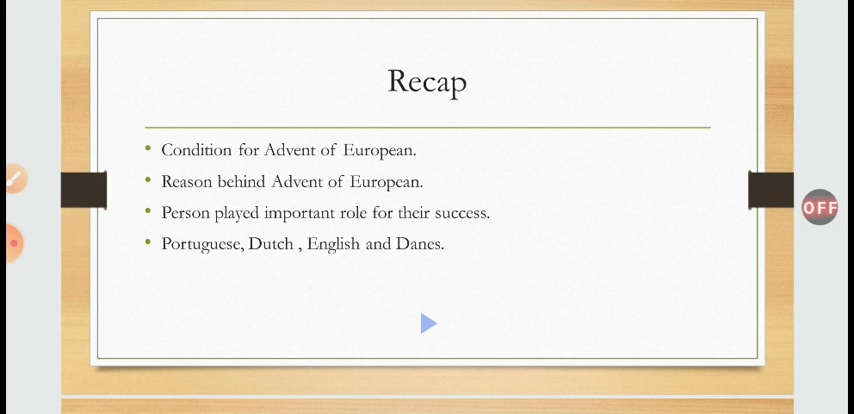 Recap
Condition for Advent of European.
Reason behind Advent of European.
OFF
Person played important role for their success.
Portuguese, Dutch , English and Danes.